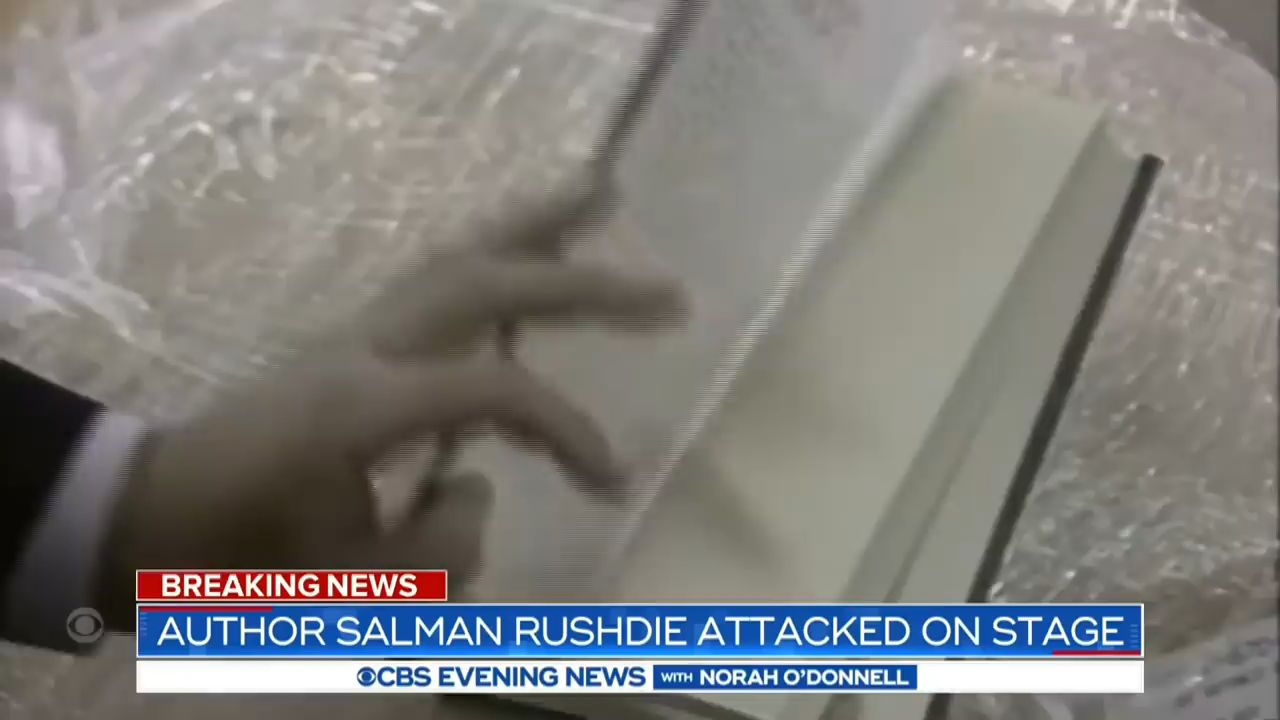 BREAKING NEWS
AUTHOR SALMAN RUSHDIE ATTACKED ON STAGE
CBS EVENING NEWS WITH NORAH O'DONNELL